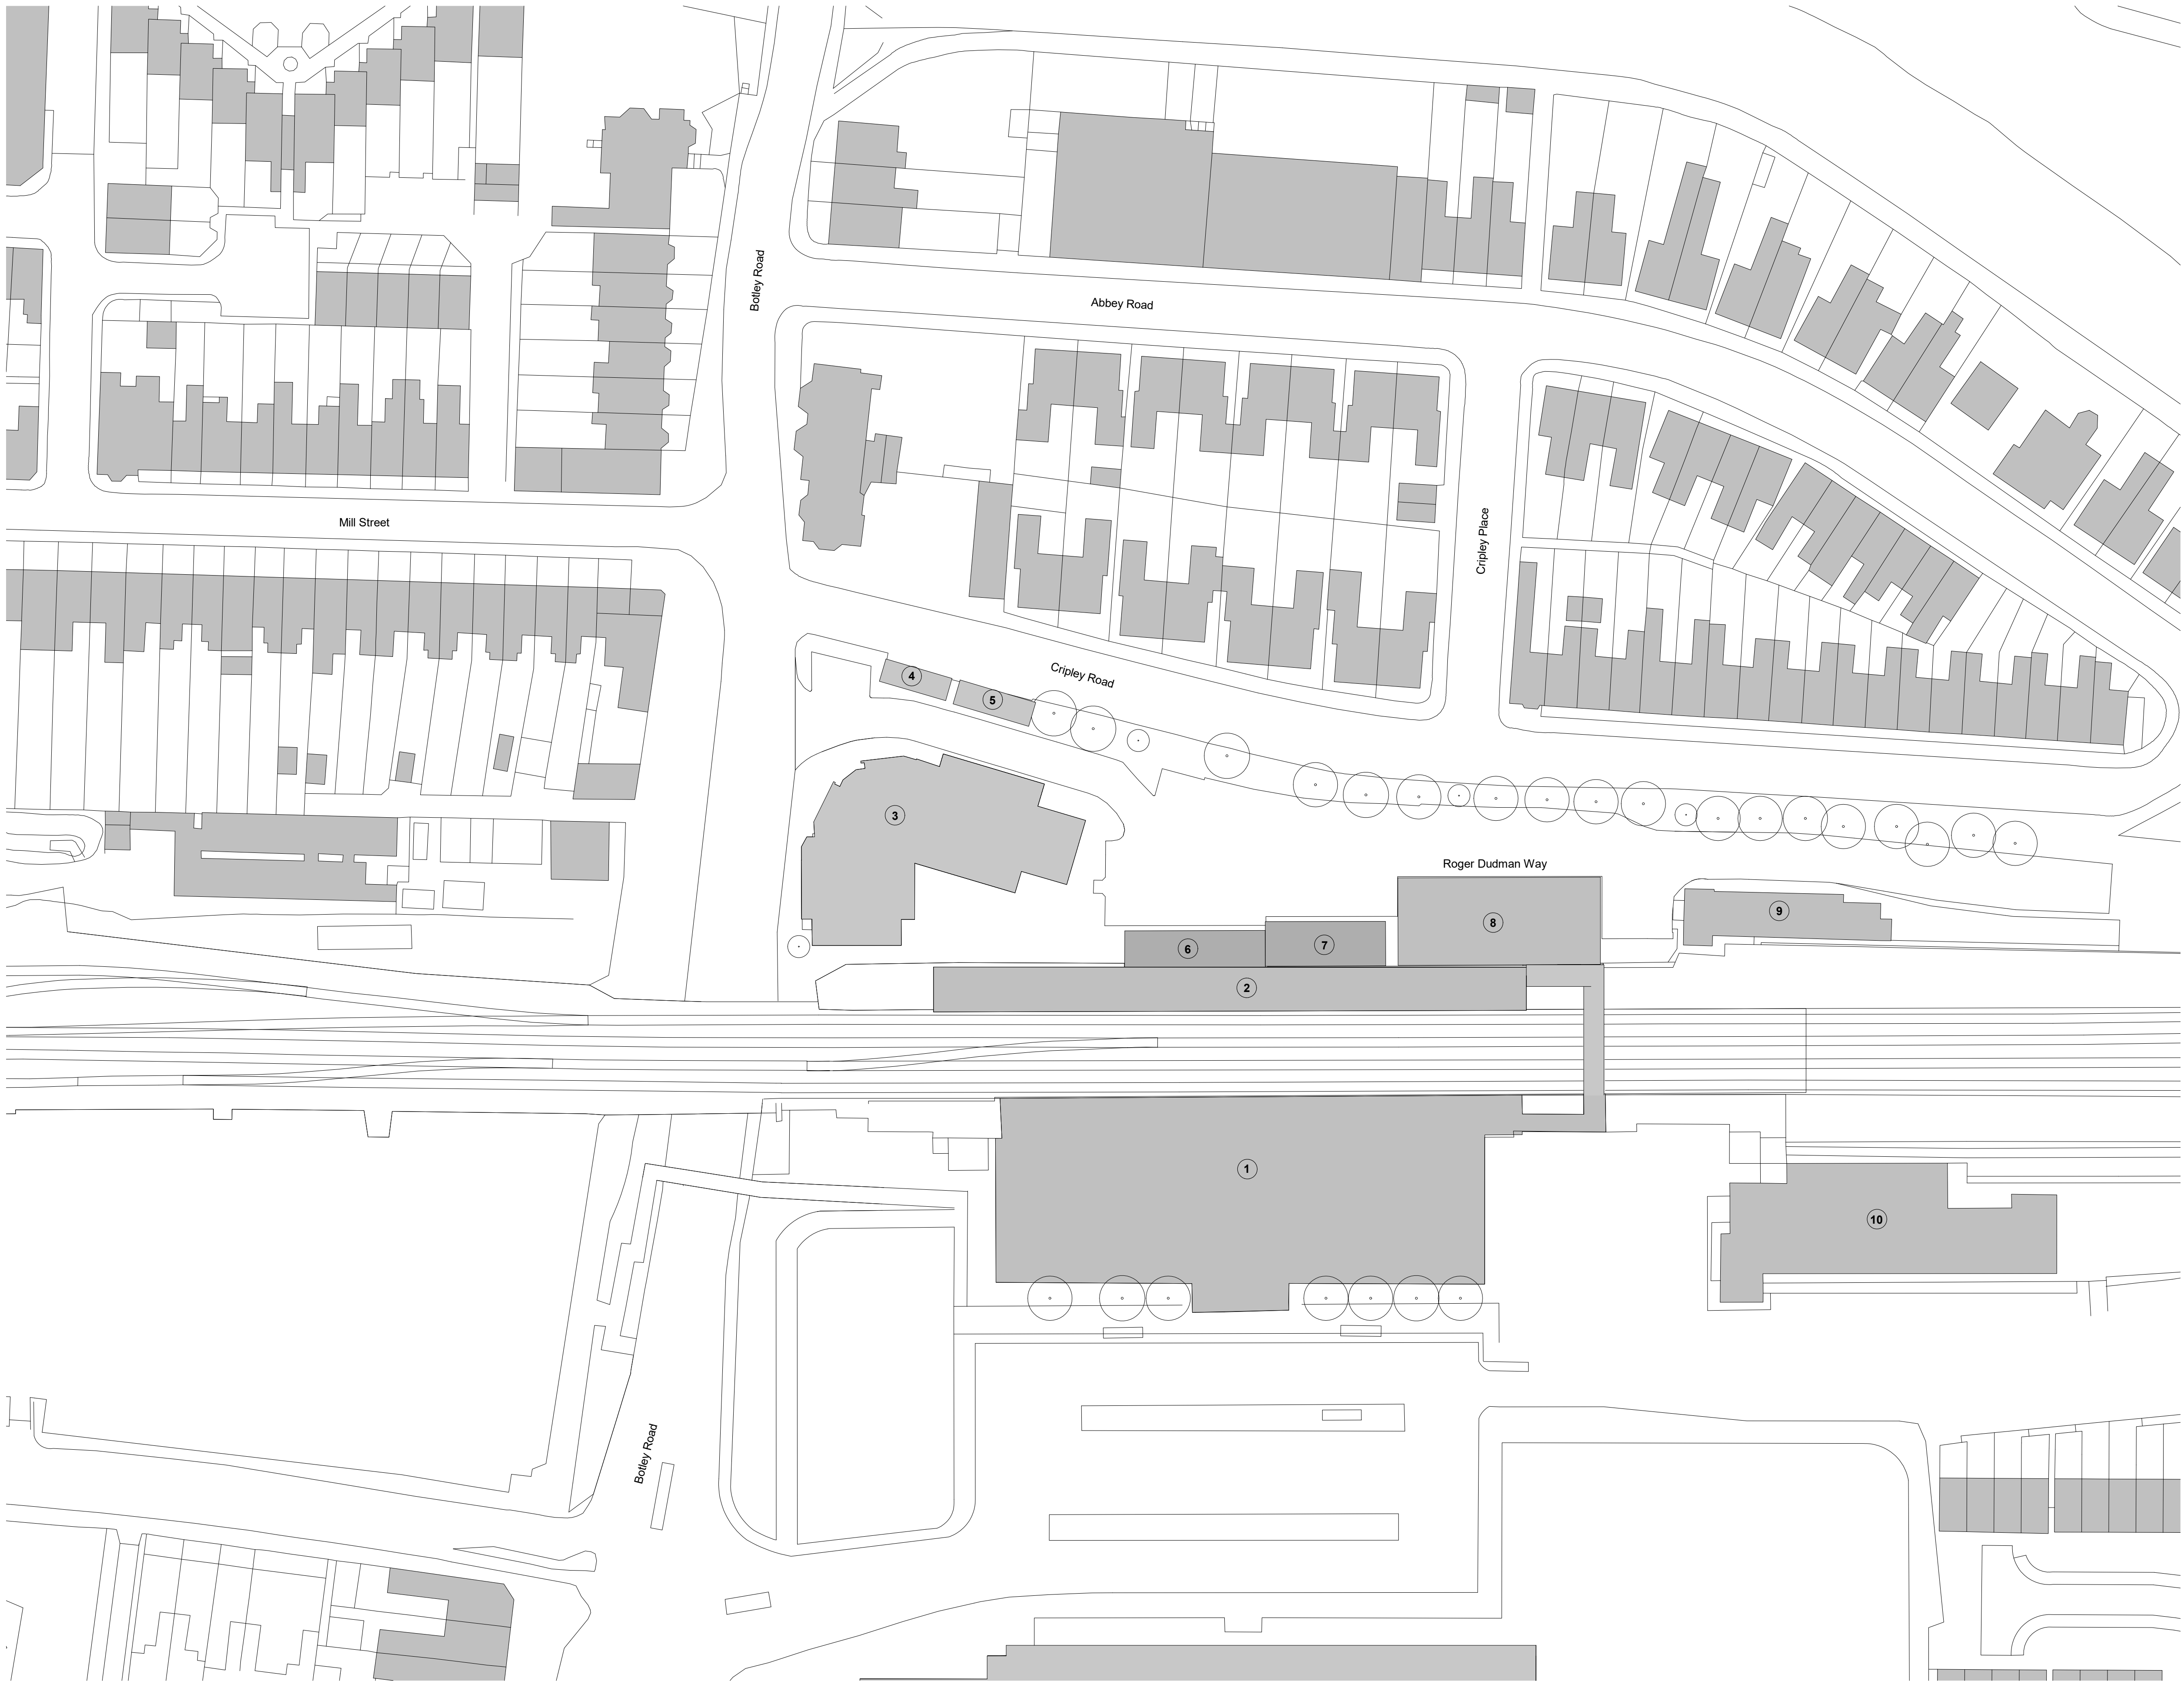 Botley Road
Abbey Road
Mill Street
Cripley Place
Cripley Road
4
5
3
Roger Dudman Way
9
8
7
6
2
1
10
Botley Road